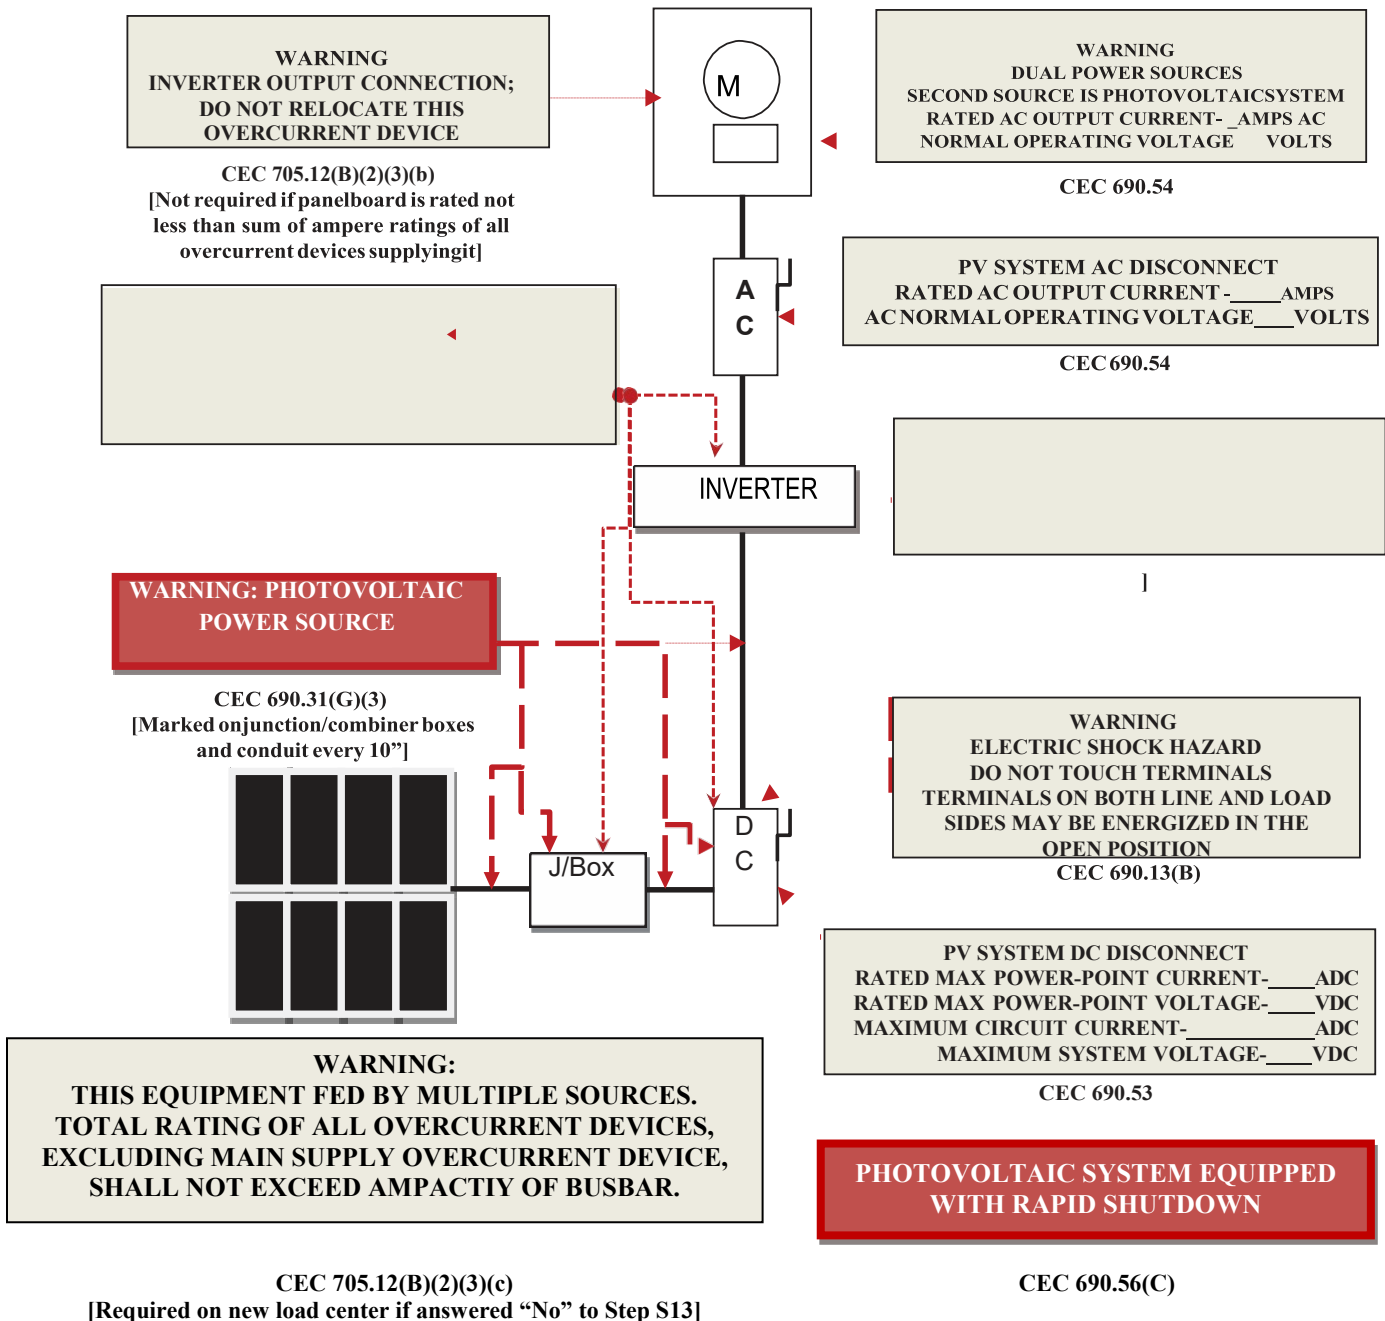 WARNING
INVERTER OUTPUT CONNECTION;
DO NOT RELOCATE THIS
OVERCURRENT DEVICE
CEC 705.12(B)(2)(3)(b)
[Not required if panelboard is rated not
less than sum of ampere ratings of all
overcurrent devices supplyingit]
M
WARNING
DUAL POWER SOURCES
SECOND SOURCE IS PHOTOVOLTAICSYSTEM
RATED AC OUTPUT CURRENT- _AMPS AC
NORMAL OPERATING VOLTAGE VOLTS
CEC 690.54
A
C
PV SYSTEM AC DISCONNECT
RATED AC OUTPUT CURRENT -____AMPS
AC NORMAL OPERATING VOLTAGE___VOLTS
CEC 690.54
INVERTER
]
WARNING: PHOTOVOLTAIC
POWER SOURCE
CEC 690.31(G)(3)
[Marked onjunction/combiner boxes
and conduit every 10”]
WARNING
ELECTRIC SHOCK HAZARD
DO NOT TOUCH TERMINALS
TERMINALS ON BOTH LINE AND LOAD
SIDES MAY BE ENERGIZED IN THE
OPEN POSITION
CEC 690.13(B)
D
C
J/Box
PV SYSTEM DC DISCONNECT
RATED MAX POWER-POINT CURRENT-____ADC
RATED MAX POWER-POINT VOLTAGE-____VDC
MAXIMUM CIRCUIT CURRENT-___________ADC
MAXIMUM SYSTEM VOLTAGE-____VDC
CEC 690.53
WARNING:
THIS EQUIPMENT FED BY MULTIPLE SOURCES.
TOTAL RATING OF ALL OVERCURRENT DEVICES,
EXCLUDING MAIN SUPPLY OVERCURRENT DEVICE,
SHALL NOT EXCEED AMPACTIY OF BUSBAR.
CEC 705.12(B)(2)(3)(c)
[Required on new load center if answered “No” to Step S13]
PHOTOVOLTAIC SYSTEM EQUIPPED
WITH RAPID SHUTDOWN
CEC 690.56(C)